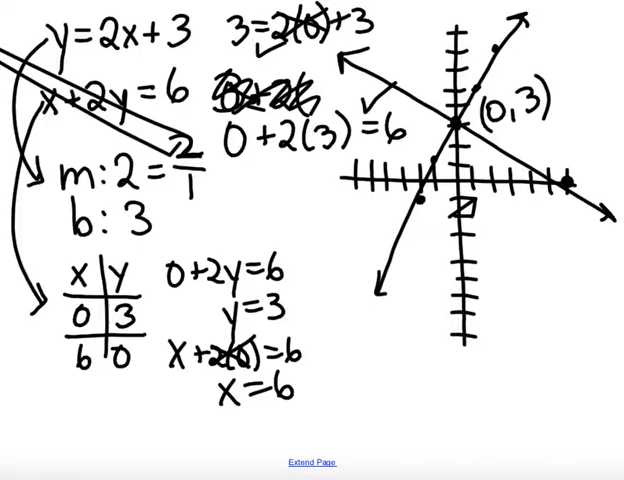 y=2x+3
3=2(0)+3
x+2y=6
0+2(3)=6
(0,3)
m:2=2/1
b:3
x y
0 3
6 0
0+2y=6
y=3
x+2(0)=6
x=6
Extend Page